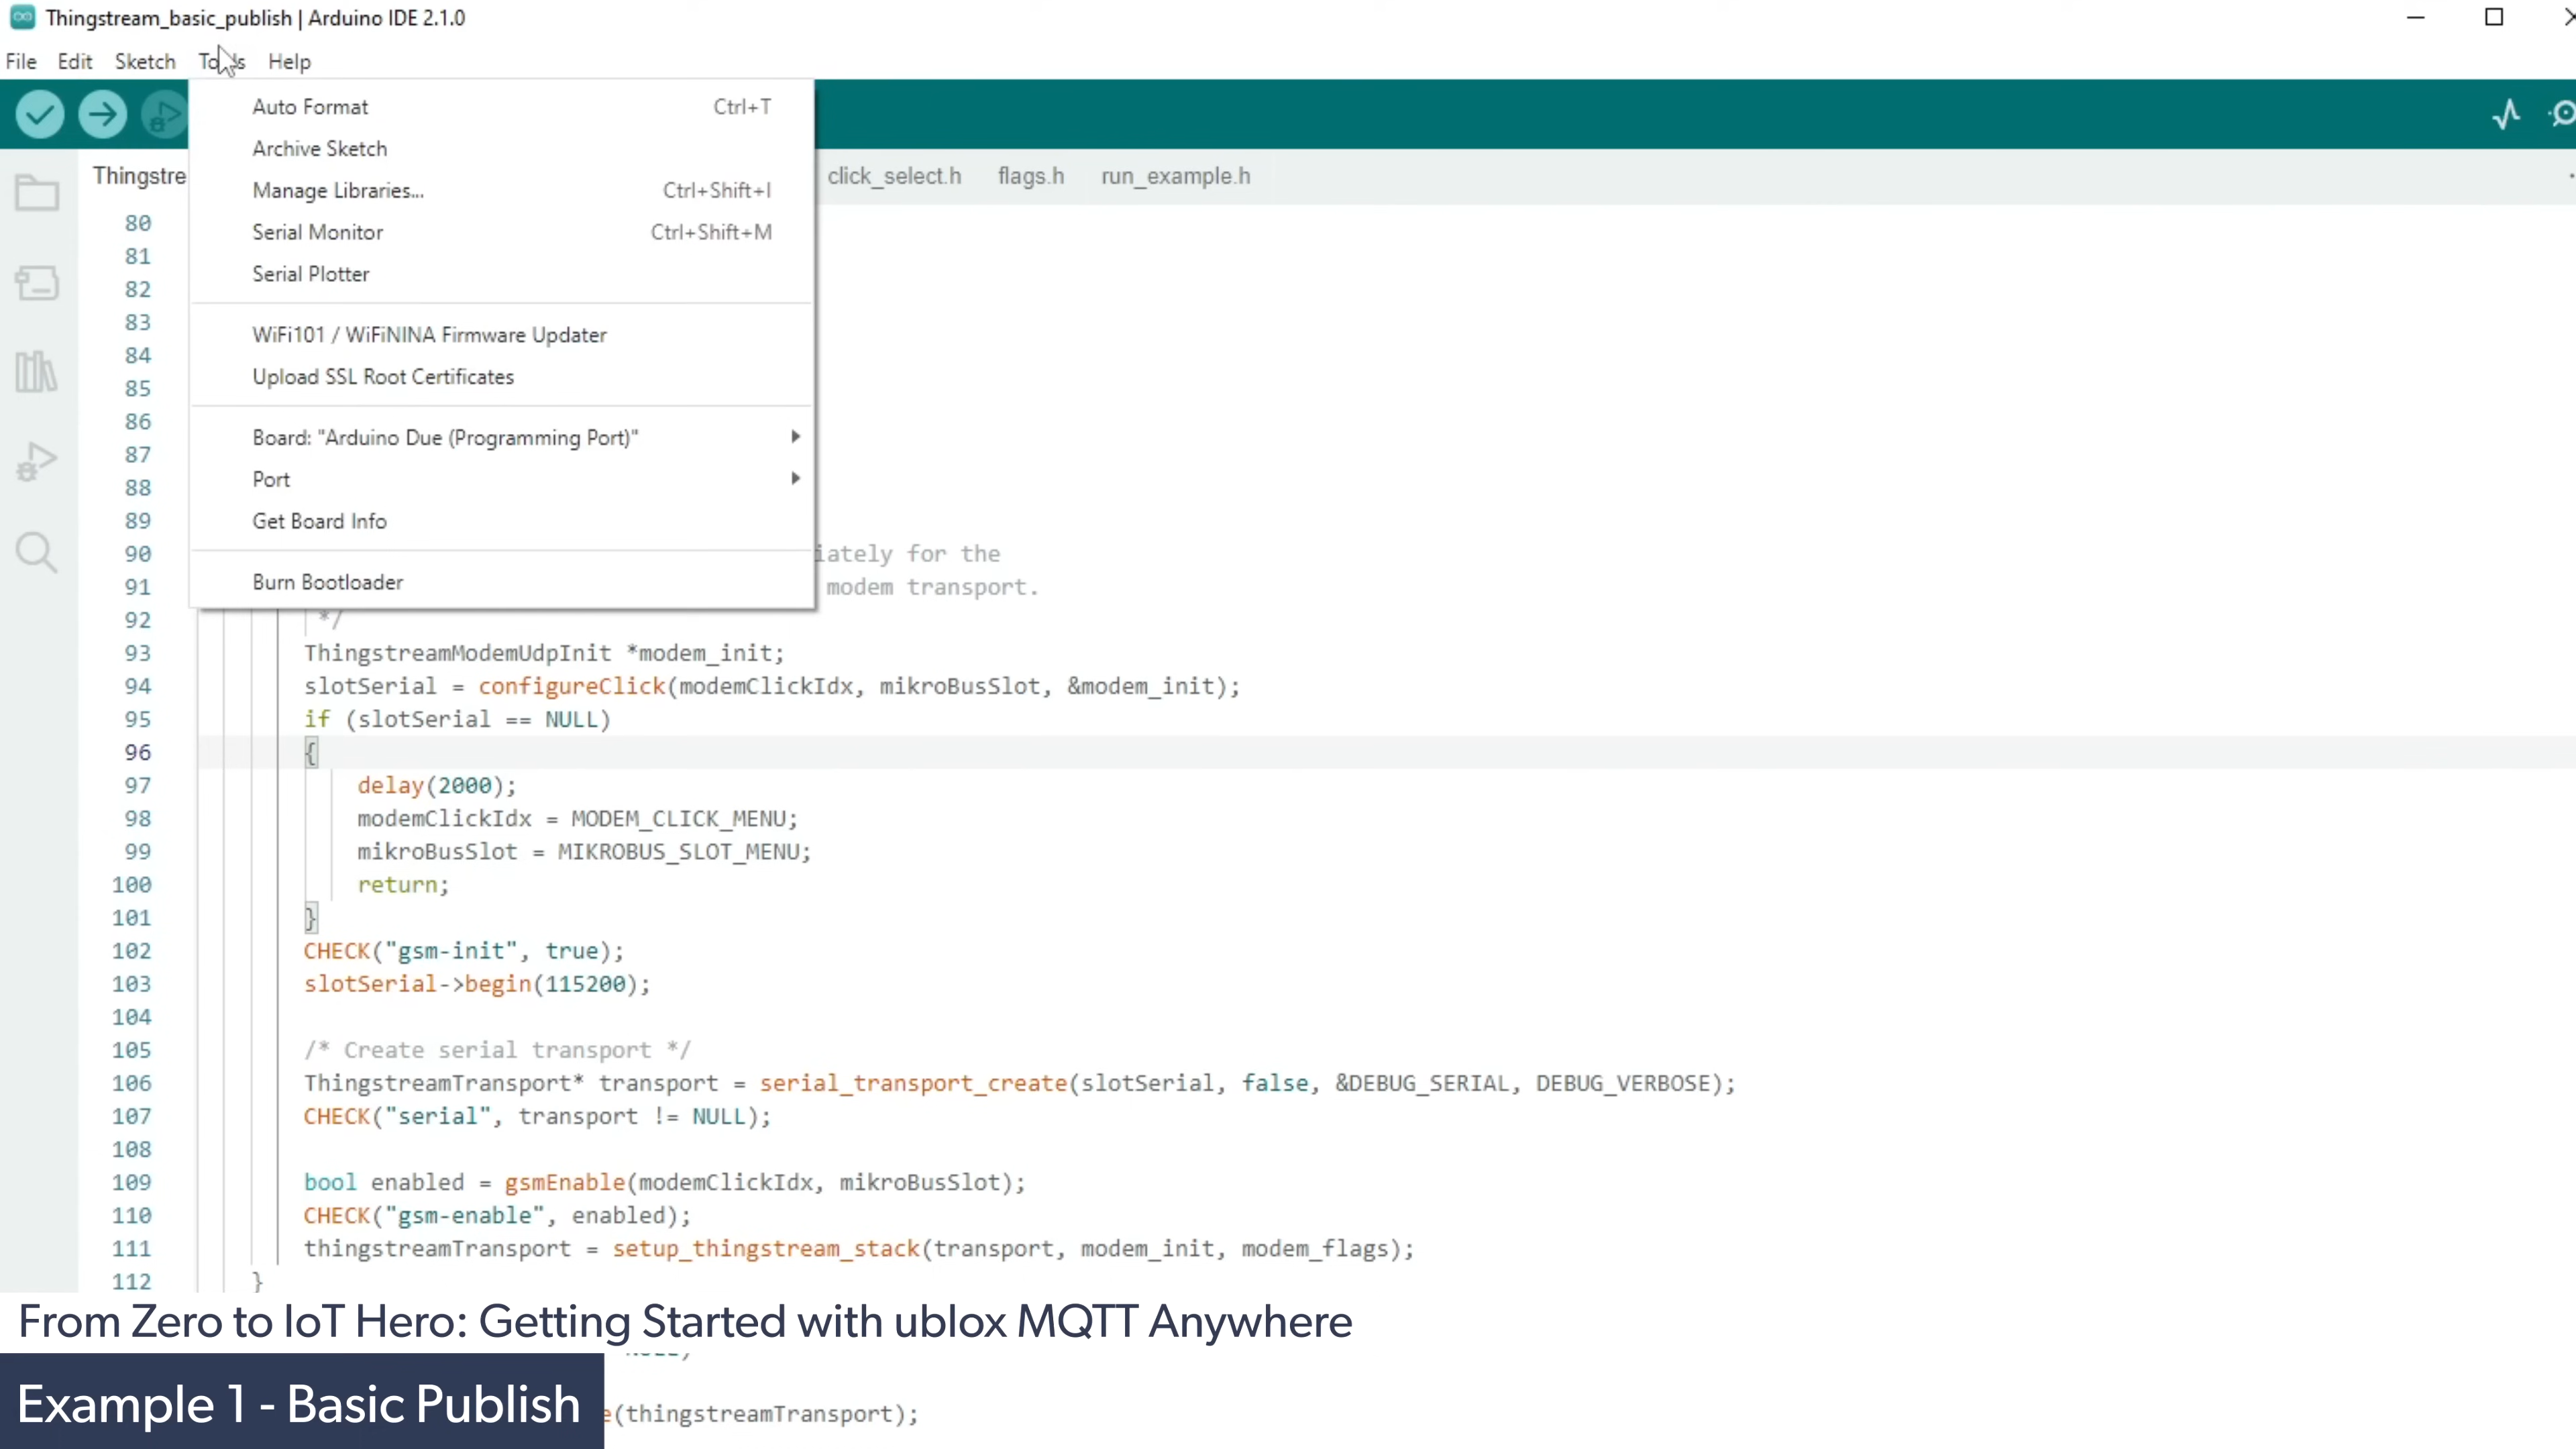 Thingstream_basic_publish | Arduino IDE 2.1.0
File Edit Sketch Tools Help
Auto Format Ctrl+T
Archive Sketch
Manage Libraries... Ctrl+Shift+I
Serial Monitor Ctrl+Shift+M
Serial Plotter
WiFi101 / WiFiNINA Firmware Updater
Upload SSL Root Certificates
Board: "Arduino Due (Programming Port)"
Port
Get Board Info
Burn Bootloader
Thingstre click_select.h flags.h run_example.h
80
81
82
83
84
85
86
87
88
89
90 iately for the
91 modem transport.
92 */
93 ThingstreamModemUdpInit *modem_init;
94 slotSerial = configureClick(modemClickIdx, mikroBusSlot, &modem_init);
95 if (slotSerial == NULL)
96 {
97 delay(2000);
98 modemClickIdx = MODEM_CLICK_MENU;
99 mikroBusSlot = MIKROBUS_SLOT_MENU;
100 return;
101 }
102 CHECK("gsm-init", true);
103 slotSerial->begin(115200);
104
105 /* Create serial transport */
106 ThingstreamTransport* transport = serial_transport_create(slotSerial, false, &DEBUG_SERIAL, DEBUG_VERBOSE);
107 CHECK("serial", transport != NULL);
108
109 bool enabled = gsmEnable(modemClickIdx, mikroBusSlot);
110 CHECK("gsm-enable", enabled);
111 thingstreamTransport = setup_thingstream_stack(transport, modem_init, modem_flags);
112 }
From Zero to IoT Hero: Getting Started with ublox MQTT Anywhere
Example 1 - Basic Publish
e(thingstreamTransport);